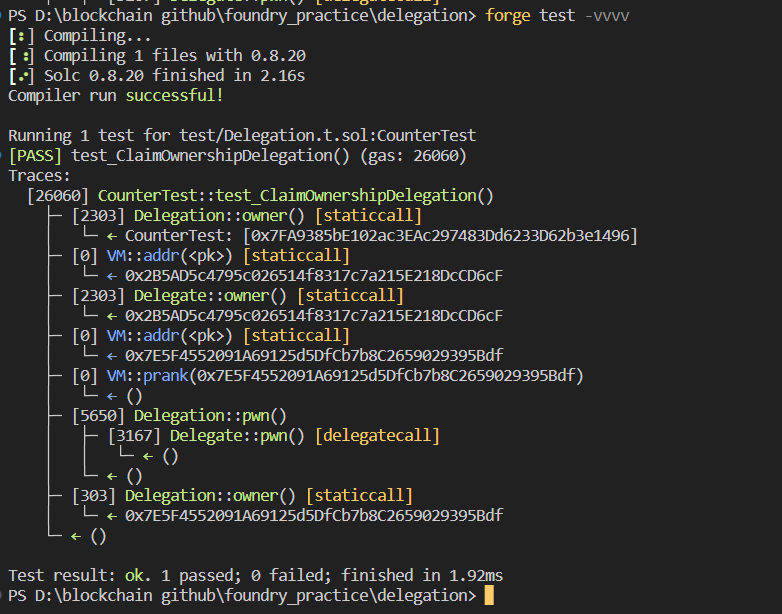 PS D:\blockchain github\foundry_practice\delegation> forge test -vvvv
[⠃] Compiling...
[⠘] Compiling 1 files with 0.8.20
[⠔] Solc 0.8.20 finished in 2.16s
Compiler run successful!
Running 1 test for test/Delegation.t.sol:CounterTest
[PASS] test_ClaimOwnershipDelegation() (gas: 26060)
Traces:
  [26060] CounterTest::test_ClaimOwnershipDelegation()
    ├─ [2303] Delegation::owner() [staticcall]
    │   └─ ← CounterTest: [0x7FA9385bE102ac3EAc297483Dd6233D62b3e1496]
    ├─ [0] VM::addr(<pk>) [staticcall]
    │   └─ ← 0x2B5AD5c4795c026514f8317c7a215E218DcCD6cF
    ├─ [2303] Delegate::owner() [staticcall]
    │   └─ ← 0x2B5AD5c4795c026514f8317c7a215E218DcCD6cF
    ├─ [0] VM::addr(<pk>) [staticcall]
    │   └─ ← 0x7E5F4552091A69125d5DfCb7b8C2659029395Bdf
    ├─ [0] VM::prank(0x7E5F4552091A69125d5DfCb7b8C2659029395Bdf)
    │   └─ ← ()
    ├─ [5650] Delegation::pwn()
    │   ├─ [3167] Delegate::pwn() [delegatecall]
    │   │   └─ ← ()
    │   └─ ← ()
    ├─ [303] Delegation::owner() [staticcall]
    │   └─ ← 0x7E5F4552091A69125d5DfCb7b8C2659029395Bdf
    └─ ← ()
Test result: ok. 1 passed; 0 failed; finished in 1.92ms
PS D:\blockchain github\foundry_practice\delegation>